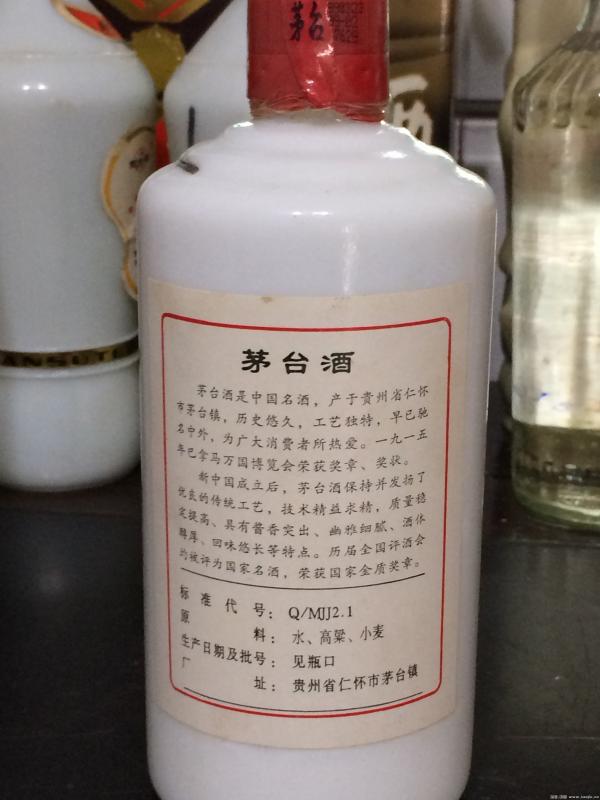 茅台
酒
ANSUTE
茅台酒
茅台酒是中国名酒，产于贵州省仁怀
市茅台镇，历史悠久，工艺独特，早已驰
名中外，为广大消费者所热爱。一九一五
年巴拿马万国博览会荣获奖章、奖状。
新中国成立后，茅台酒保持并发扬了
优良的传统工艺，技术精益求精，质量稳
定提高、具有酱香突出、幽雅细腻、酒体
醇厚、回味悠长等特点。历届全国评酒会
均被评为国家名酒，荣获国家金质奖章。
标准代号：Q/MJJ2.1
原料：水、高粱、小麦
生产日期及批号：见瓶口
厂址：贵州省仁怀市茅台镇